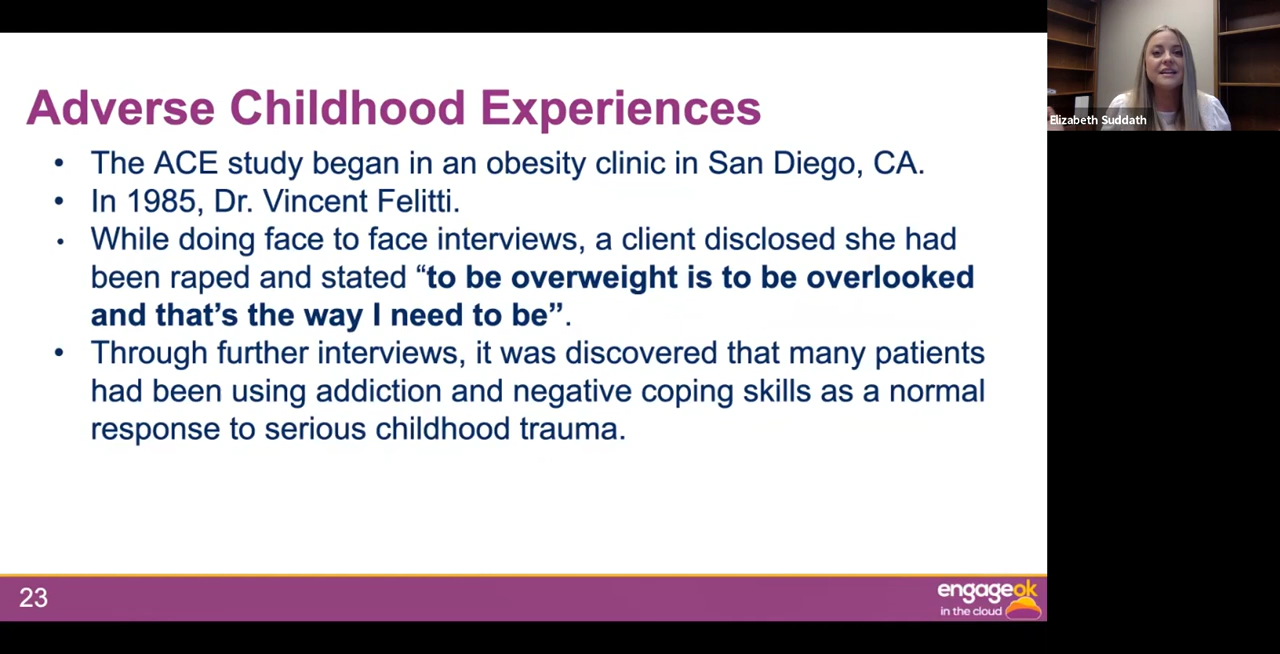 Adverse Childhood Experiences
• The ACE study began in an obesity clinic in San Diego, CA.
• In 1985, Dr. Vincent Felitti.
• While doing face to face interviews, a client disclosed she had
been raped and stated “to be overweight is to be overlooked
and that’s the way I need to be”.
• Through further interviews, it was discovered that many patients
had been using addiction and negative coping skills as a normal
response to serious childhood trauma.
23
engageok
in the cloud
Elizabeth Suddath